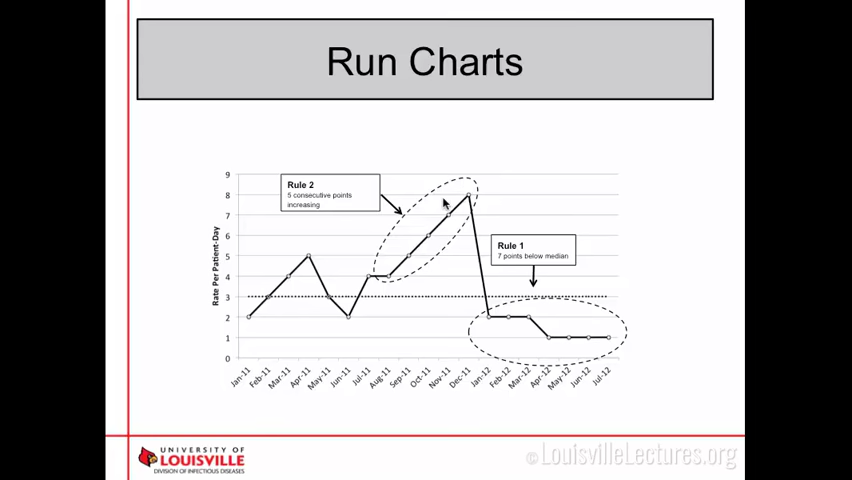 Run Charts
Rule 2
5 consecutive points
increasing
Rule 1
7 points below median
Rate Per Patient-Day
9
8
7
6
5
4
3
2
1
0
Jan-11
Feb-11
Mar-11
Apr-11
May-11
Jun-11
Jul-11
Aug-11
Sep-11
Oct-11
Nov-11
Dec-11
Jan-12
Feb-12
Mar-12
Apr-12
May-12
Jun-12
Jul-12
UNIVERSITY OF
LOUISVILLE
DIVISION OF INFECTIOUS DISEASES
© LouisvilleLectures.org